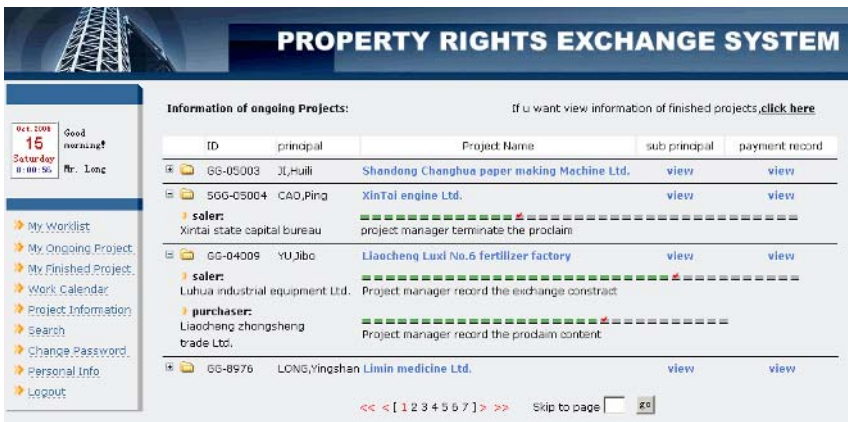 PROPERTY RIGHTS EXCHANGE SYSTEM
Information of ongoing Projects:
If u want view information of finished projects,click here
Oct.2005
15
Saturday
8:00:56
Good
morning!
Mr. Long
My Worklist
My Ongoing Project
My Finished Project
Work Calendar
Project Information
Search
Change Password
Personal Info
Logout
ID principal Project Name sub principal payment record
GG-05003 JI,Huili Shandong Changhua paper making Machine Ltd. view view
SGG-05004 CAO,Ping XinTai engine Ltd. view view
saler:
Xintai state capital bureau project manager terminate the proclaim
GG-04009 YU,Jibo Liaocheng Luxi No.6 fertilizer factory view view
saler:
Luhua industrial equipment Ltd. Project manager record the exchange constract
purchaser:
Liaocheng zhongsheng
trade Ltd.
Project manager record the proclaim content
GG-8976 LONG,Yingshan Limin medicine Ltd. view view
<< < [ 1 2 3 4 5 6 7 ] > >> Skip to page go